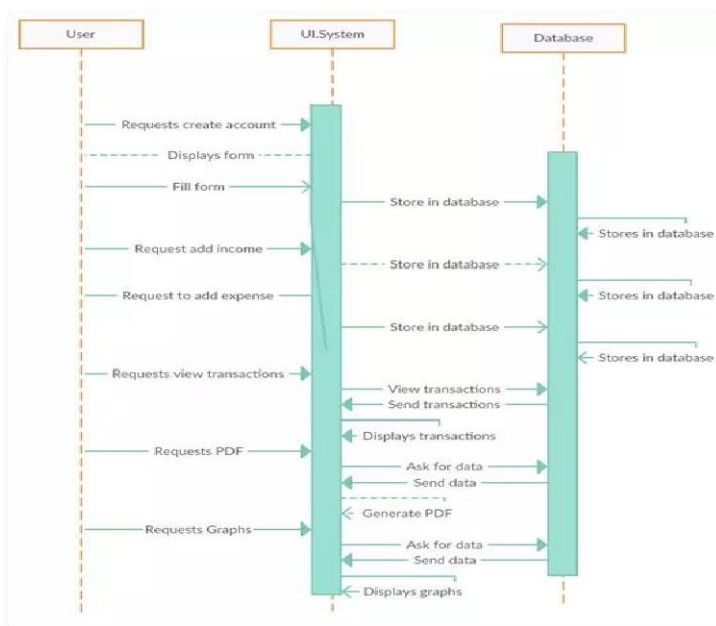 User
UI.System
Database
Requests create account
Displays form
Fill form
Store in database
Stores in database
Request add income
Store in database
Request to add expense
Stores in database
Store in database
Stores in database
Requests view transactions
View transactions
Send transactions
Displays transactions
Requests PDF
Ask for data
Send data
Generate PDF
Requests Graphs
Ask for data
Send data
Displays graphs